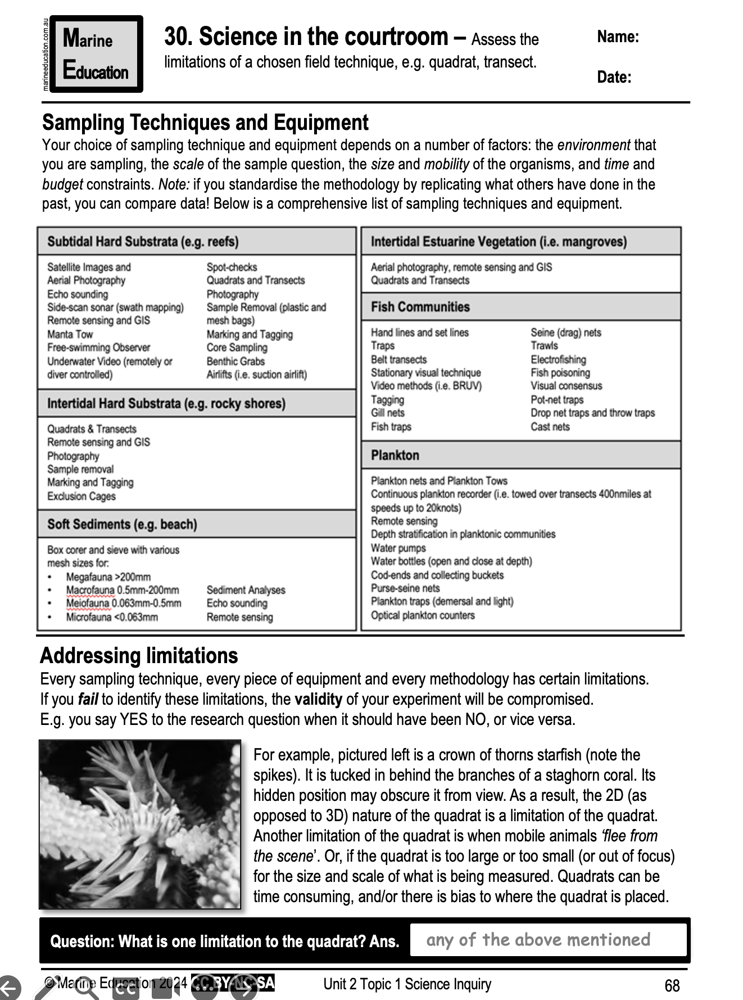 marineeducation.com.au
Marine
Education
30. Science in the courtroom – Assess the
limitations of a chosen field technique, e.g. quadrat, transect.
Name:
Date:
Sampling Techniques and Equipment
Your choice of sampling technique and equipment depends on a number of factors: the environment that
you are sampling, the scale of the sample question, the size and mobility of the organisms, and time and
budget constraints. Note: if you standardise the methodology by replicating what others have done in the
past, you can compare data! Below is a comprehensive list of sampling techniques and equipment.
Subtidal Hard Substrata (e.g. reefs)
Satellite Images and
Aerial Photography
Echo sounding
Side-scan sonar (swath mapping)
Remote sensing and GIS
Manta Tow
Free-swimming Observer
Underwater Video (remotely or
diver controlled)
Spot-checks
Quadrats and Transects
Photography
Sample Removal (plastic and
mesh bags)
Marking and Tagging
Core Sampling
Benthic Grabs
Airlifts (i.e. suction airlift)
Intertidal Hard Substrata (e.g. rocky shores)
Quadrats & Transects
Remote sensing and GIS
Photography
Sample removal
Marking and Tagging
Exclusion Cages
Soft Sediments (e.g. beach)
Box corer and sieve with various
mesh sizes for:
• Megafauna >200mm
• Macrofauna 0.5mm-200mm
• Meiofauna 0.063mm-0.5mm
• Microfauna <0.063mm
Sediment Analyses
Echo sounding
Remote sensing
Intertidal Estuarine Vegetation (i.e. mangroves)
Aerial photography, remote sensing and GIS
Quadrats and Transects
Fish Communities
Hand lines and set lines
Traps
Belt transects
Stationary visual technique
Video methods (i.e. BRUV)
Tagging
Gill nets
Fish traps
Seine (drag) nets
Trawls
Electrofishing
Fish poisoning
Visual consensus
Pot-net traps
Drop net traps and throw traps
Cast nets
Plankton
Plankton nets and Plankton Tows
Continuous plankton recorder (i.e. towed over transects 400nmiles at
speeds up to 20knots)
Remote sensing
Depth stratification in planktonic communities
Water pumps
Water bottles (open and close at depth)
Cod-ends and collecting buckets
Purse-seine nets
Plankton traps (demersal and light)
Optical plankton counters
Addressing limitations
Every sampling technique, every piece of equipment and every methodology has certain limitations.
If you fail to identify these limitations, the validity of your experiment will be compromised.
E.g. you say YES to the research question when it should have been NO, or vice versa.
For example, pictured left is a crown of thorns starfish (note the
spikes). It is tucked in behind the branches of a staghorn coral. Its
hidden position may obscure it from view. As a result, the 2D (as
opposed to 3D) nature of the quadrat is a limitation of the quadrat.
Another limitation of the quadrat is when mobile animals ‘flee from
the scene’. Or, if the quadrat is too large or too small (or out of focus)
for the size and scale of what is being measured. Quadrats can be
time consuming, and/or there is bias to where the quadrat is placed.
Question: What is one limitation to the quadrat? Ans. any of the above mentioned
© Marine Education 2024 CC BY-NC-SA
CC
Unit 2 Topic 1 Science Inquiry
68